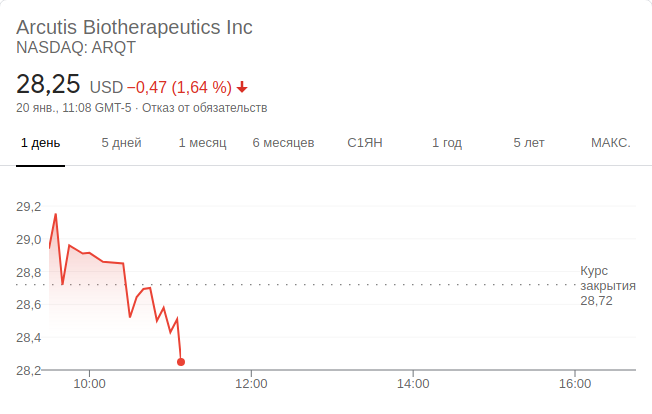 Arcutis Biotherapeutics Inc
NASDAQ: ARQT
28,25 USD −0,47 (1,64 %)
20 янв., 11:08 GMT-5 · Отказ от обязательств
1 день 5 дней 1 месяц 6 месяцев С1ЯН 1 год 5 лет МАКС.
29,2
29,0
28,8
28,6
28,4
28,2
Курс
закрытия
28,72
10:00 12:00 14:00 16:00